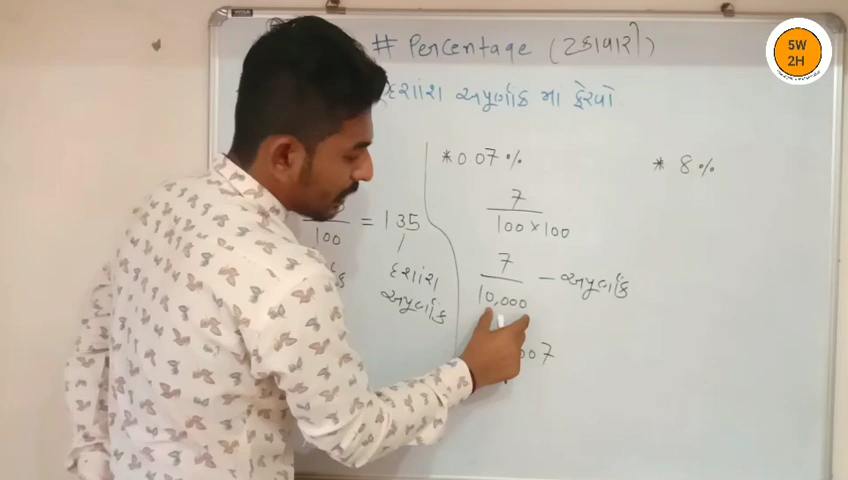 # Percentage (ટકાવારી)
દશાંશ અપૂર્ણાંક માં ફેરવો
* 0.07 %
* 8 %
7
100 × 100
100
= 1.35
7
10,000
– અપૂર્ણાંક
દશાંશ
અપૂર્ણાંક
007
5W
2H